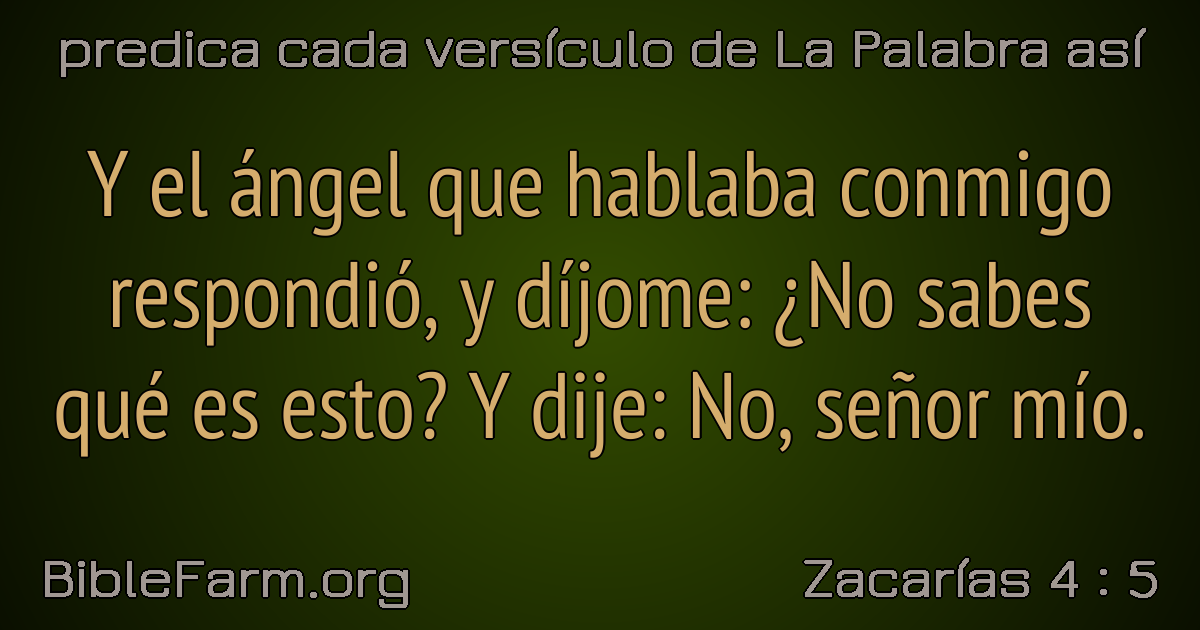 predica cada versículo de La Palabra así
Y el ángel que hablaba conmigo
respondió, y díjome: ¿No sabes
qué es esto? Y dije: No, señor mío.
BibleFarm.org
Zacarías 4 : 5